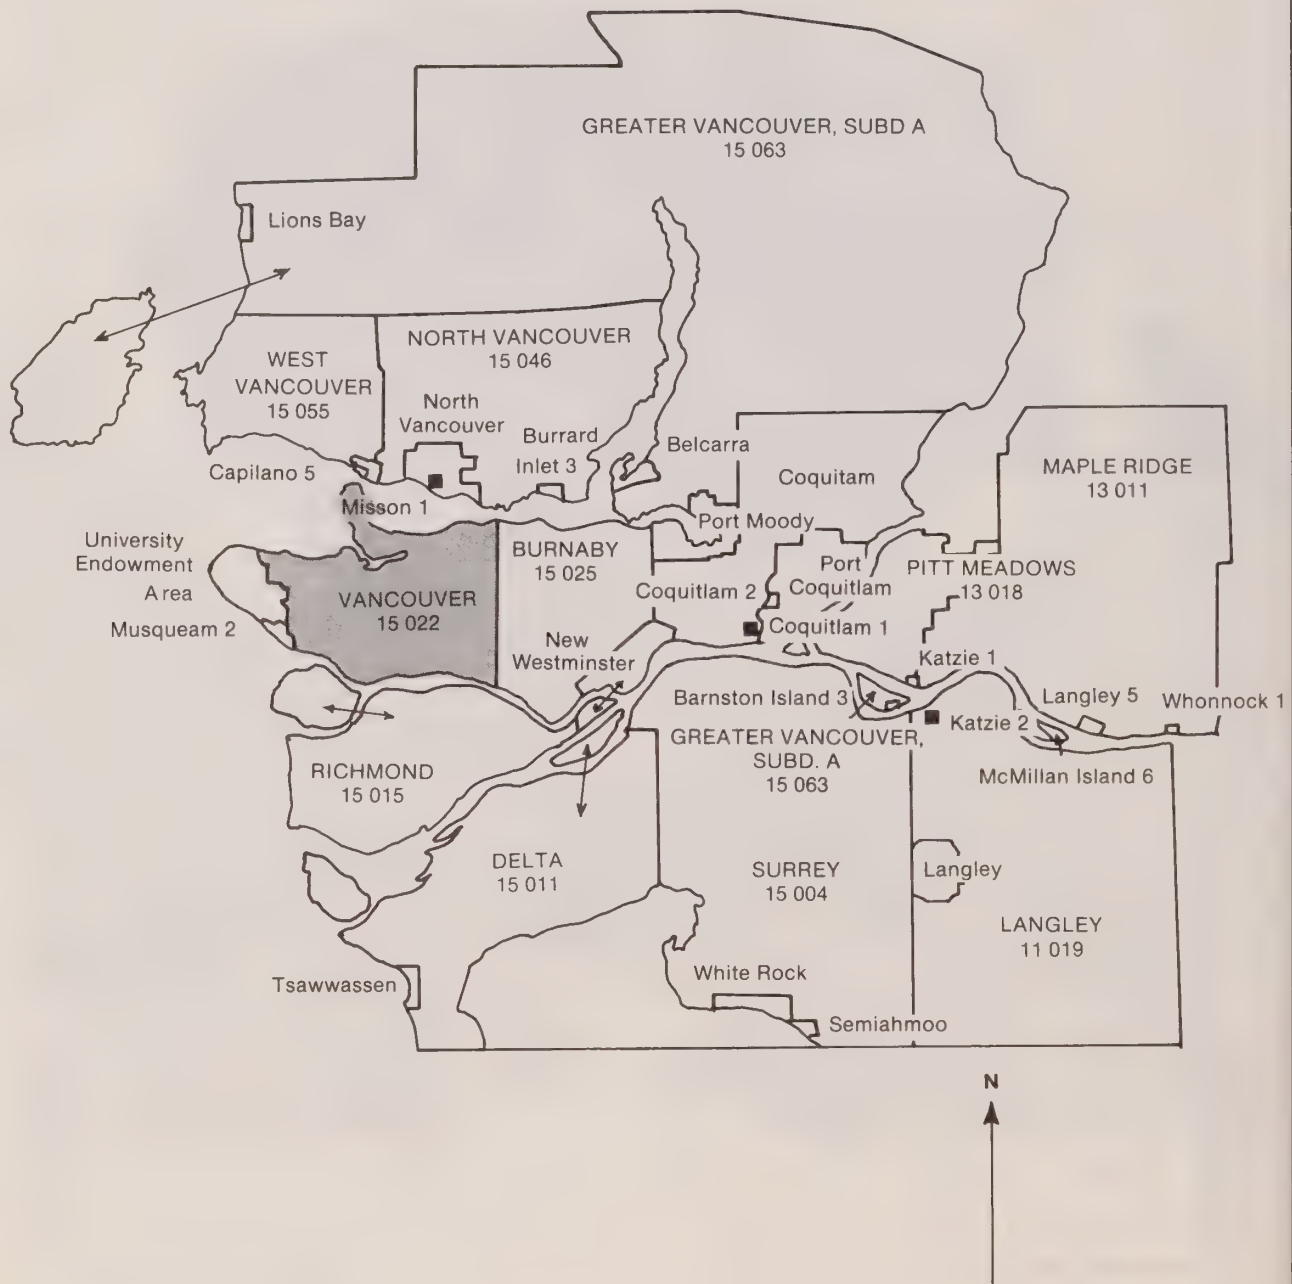 GREATER VANCOUVER, SUBD A
15 063
Lions Bay
NORTH VANCOUVER
15 046
WEST
VANCOUVER
15 055
North
Vancouver
Burrard
Inlet 3
Belcarra
Capilano 5
Coquitam
MAPLE RIDGE
13 011
Misson 1
Port Moody
University
Endowment
Area
BURNABY
15 025
Port
Coquitlam
PITT MEADOWS
13 018
Coquitlam 2
VANCOUVER
15 022
Musqueam 2
Coquitlam 1
New
Westminster
Katzie 1
Barnston Island 3
Langley 5
Whonnock 1
Katzie 2
GREATER VANCOUVER,
SUBD. A
15 063
RICHMOND
15 015
McMillan Island 6
DELTA
15 011
SURREY
15 004
Langley
LANGLEY
11 019
Tsawwassen
White Rock
Semiahmoo
N